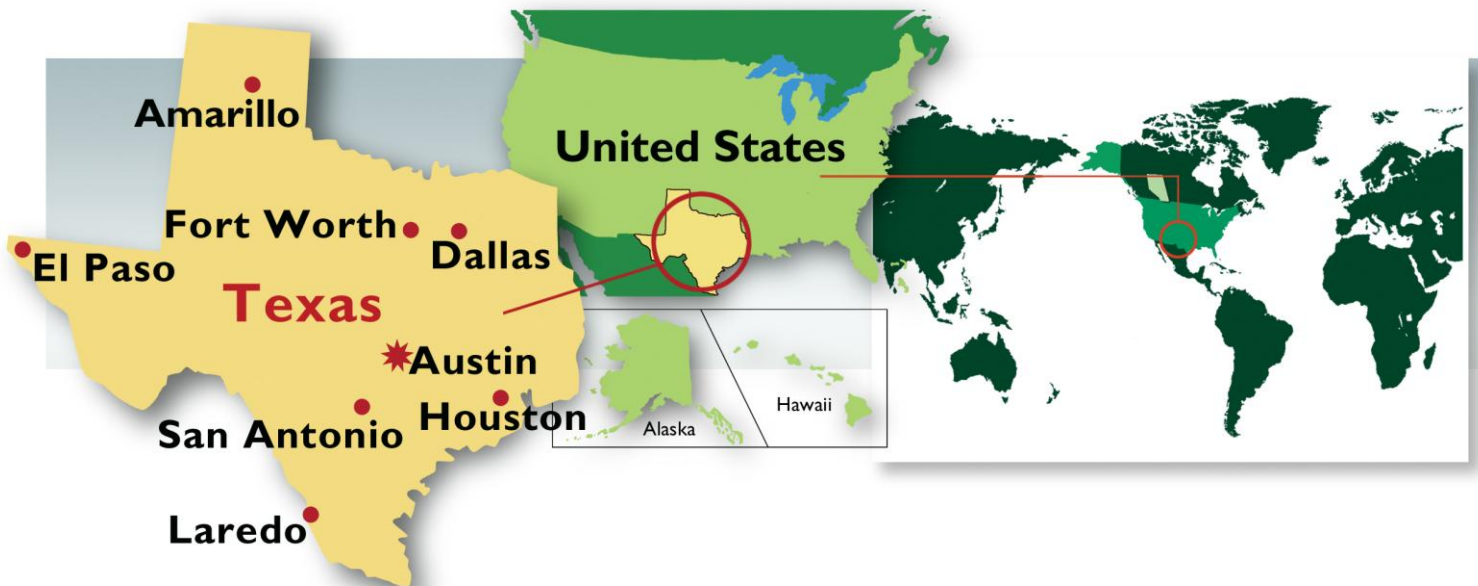 Amarillo
United States
Fort Worth
Dallas
El Paso
Texas
Austin
Houston
San Antonio
Laredo
Alaska
Hawaii